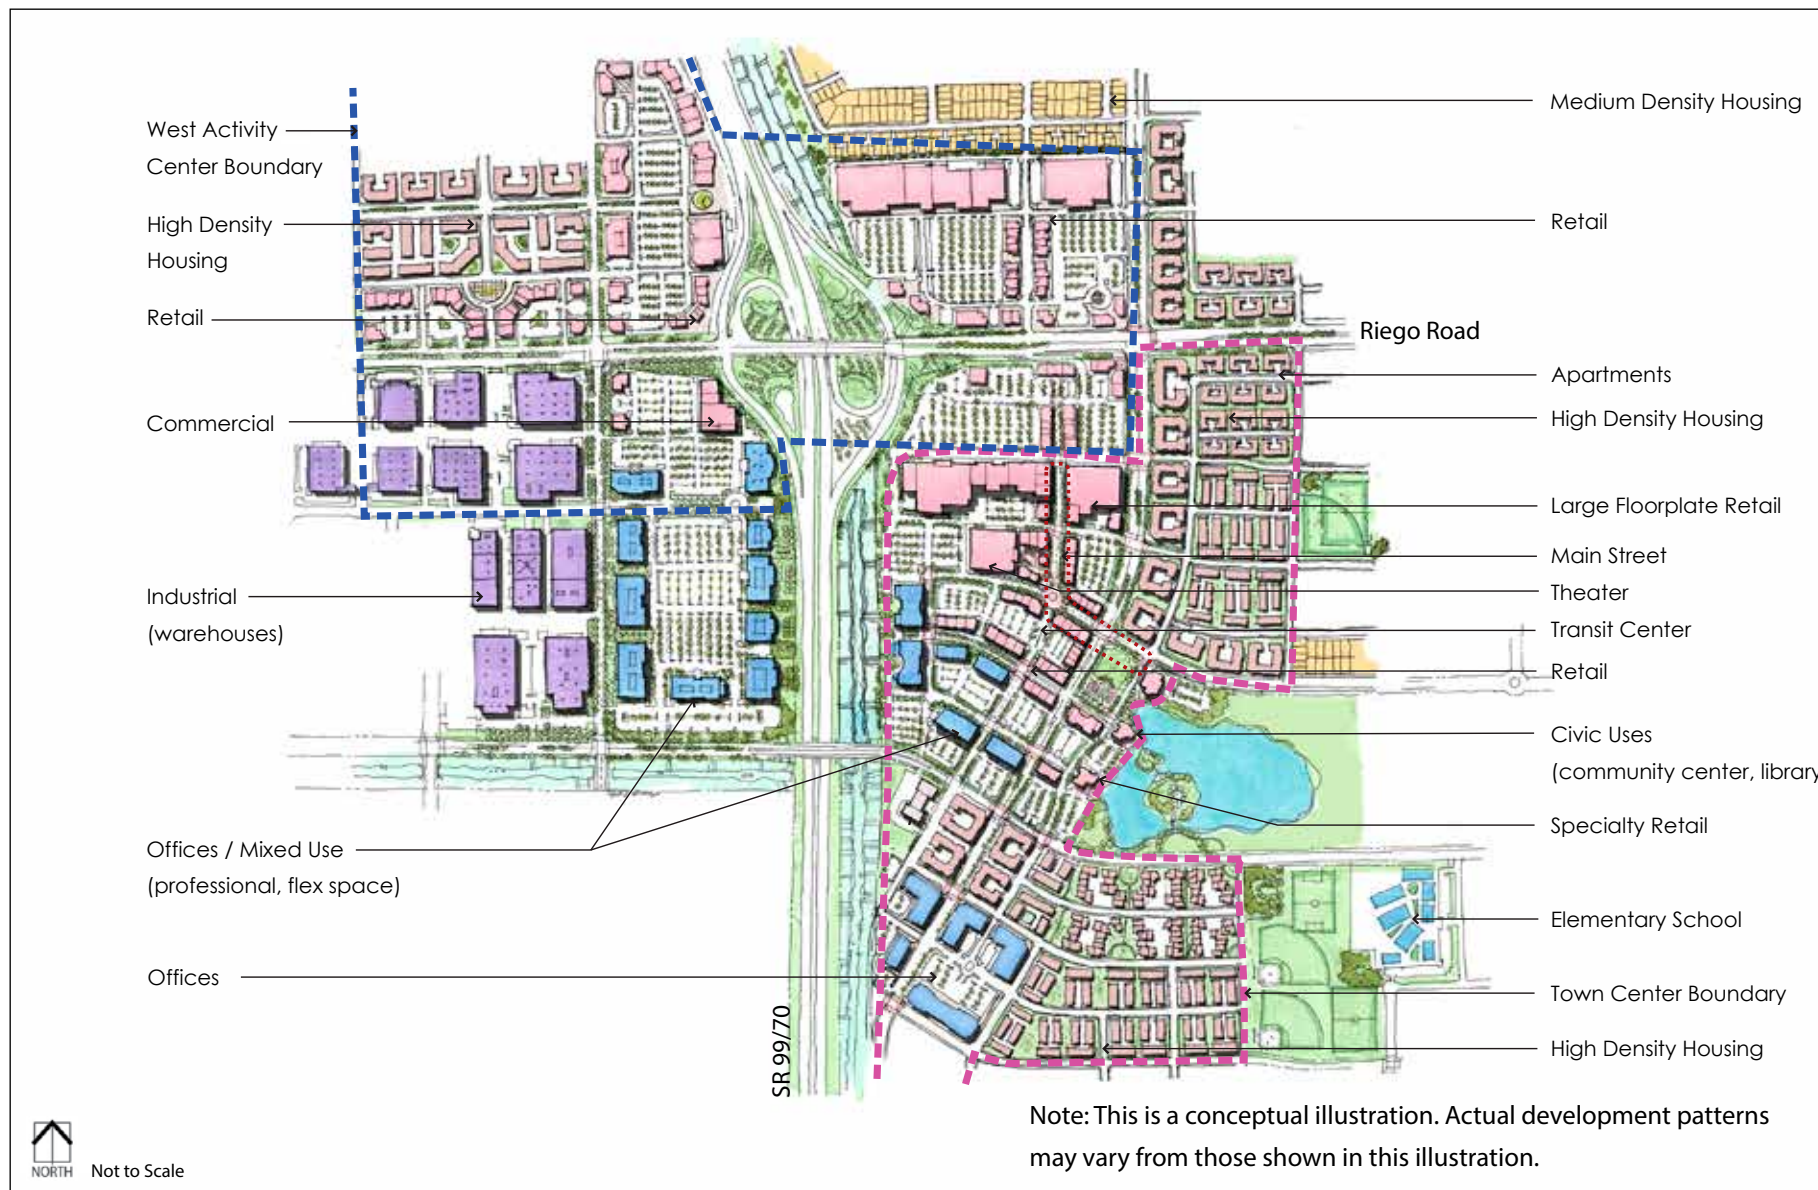 West Activity
Center Boundary
High Density
Housing
Retail
Commercial
Industrial
(warehouses)
Offices / Mixed Use
(professional, flex space)
Offices
Medium Density Housing
Retail
Riego Road
Apartments
High Density Housing
Large Floorplate Retail
Main Street
Theater
Transit Center
Retail
Civic Uses
(community center, library
Specialty Retail
Elementary School
Town Center Boundary
High Density Housing
SR 99/70
Note: This is a conceptual illustration. Actual development patterns
may vary from those shown in this illustration.
NORTH
Not to Scale